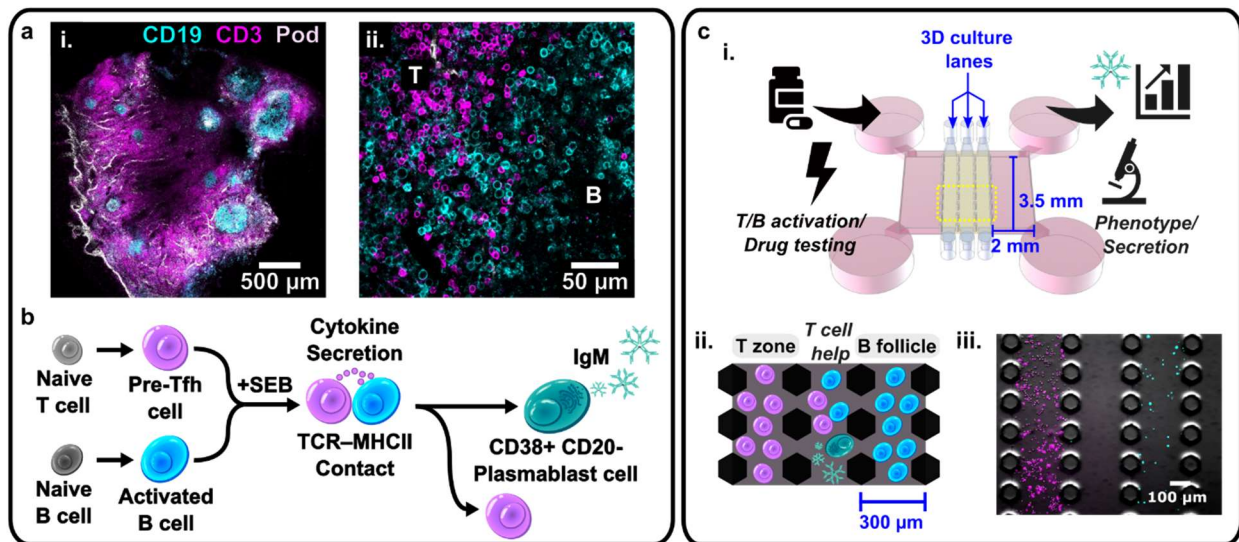 a
CD19 CD3 Pod
i.
500 µm
ii.
T
B
50 µm
b
Naive
T cell
Pre-Tfh
cell
+SEB
Naive
B cell
Activated
B cell
Cytokine
Secretion
TCR–MHCII
Contact
IgM
CD38+ CD20-
Plasmablast cell
c
i.
3D culture
lanes
T/B activation/
Drug testing
3.5 mm
2 mm
Phenotype/
Secretion
ii.
T zone
T cell
help
B follicle
300 µm
iii.
100 µm